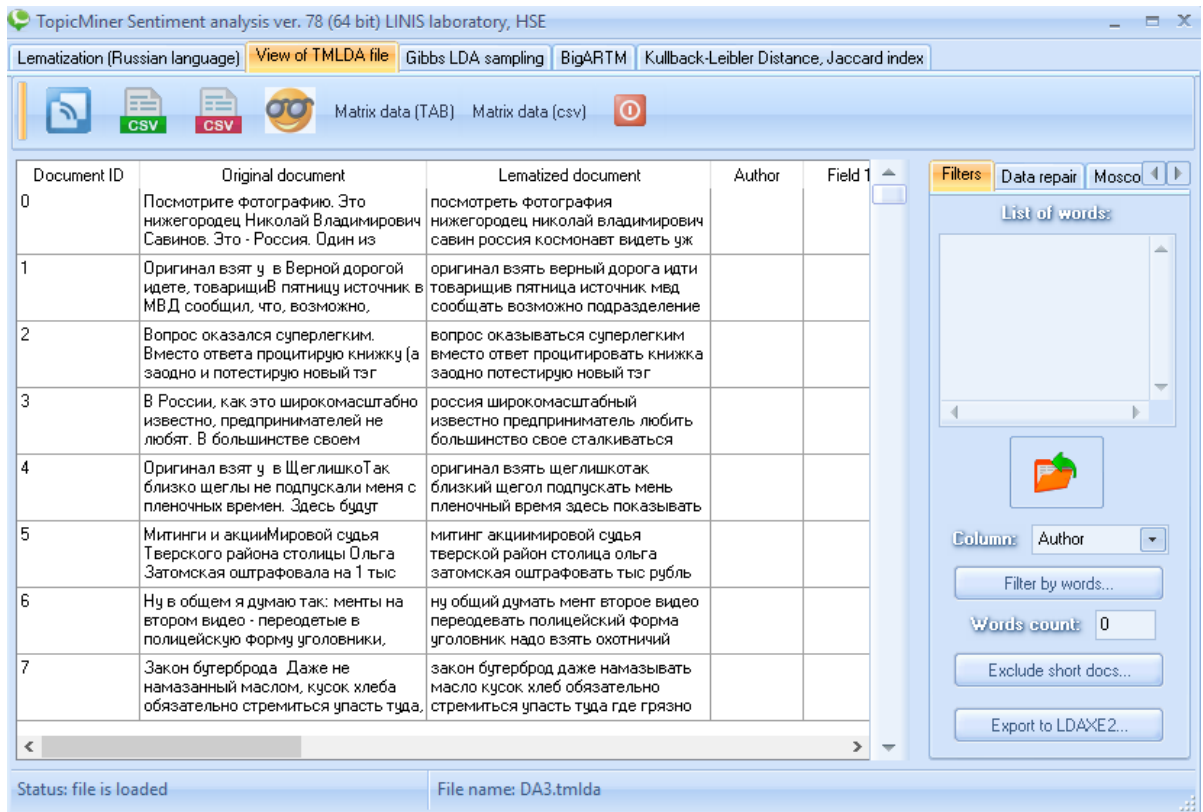 TopicMiner Sentiment analysis ver. 78 (64 bit) LINIS laboratory, HSE
Lematization (Russian language) View of TMLDA file Gibbs LDA sampling BigARTM Kullback-Leibler Distance, Jaccard index
CSV CSV Matrix data (TAB) Matrix data (csv)
Document ID Original document Lematized document Author Field 1
0
Посмотрите фотографию. Это
нижегородец Николай Владимирович
Савинов. Это - Россия. Один из
посмотреть фотография
нижегородец николай владимирович
савин россия космонавт видеть уж
1
Оригинал взят у  в Верной дорогой
идете, товарищиВ пятницу источник в
МВД сообщил, что, возможно,
оригинал взять верный дорога идти
товарищив пятница источник мвд
сообщать возможно подразделение
2
Вопрос оказался суперлегким.
Вместо ответа процитирую книжку (а
заодно и потестирую новый тэг
вопрос оказываться суперлегким
вместо ответ процитировать книжка
заодно потестирую новый тэг
3
В России, как это широкомасштабно
известно, предпринимателей не
любят. В большинстве своем
россия широкомасштабный
известно предприниматель любить
большинство свое сталкиваться
4
Оригинал взят у  в ЩеглишкоТак
близко щеглы не подпускали меня с
пленочных времен. Здесь будут
оригинал взять щеглишкотак
близкий щегол подпускать мень
пленочный время здесь показывать
5
Митинги и акцииМировой судья
Тверского района столицы Ольга
Затомская оштрафовала на 1 тыс
митинг акциимировой судья
тверской район столица ольга
затомская оштрафовать тыс рубль
6
Ну в общем я думаю так: менты на
втором видео - переодетые в
полицейскую форму уголовники,
ну общий думать мент второе видео
переодевать полицейский форма
уголовник надо взять охотничий
7
Закон бутерброда  Даже не
намазанный маслом, кусок хлеба
обязательно стремиться упасть туда,
закон бутерброд даже намазывать
масло кусок хлеб обязательно
стремиться упасть туда где грязно
Filters Data repair Mosco
List of words:
Column: Author
Filter by words...
Words count: 0
Exclude short docs...
Export to LDAXE2...
Status: file is loaded File name: DA3.tmlda